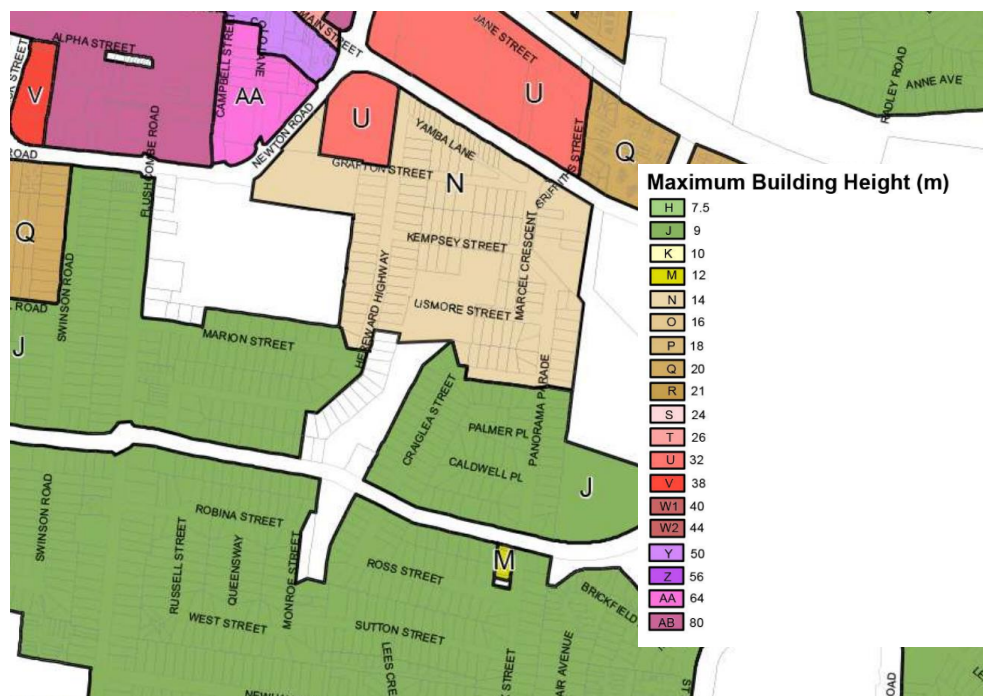 ALPHA STREET
V
FLUSHCOMBE ROAD
CAMPBELL STREET
AA
MAIN STREET
NEWTON ROAD
U
JANE STREET
U
YAMBA LANE
GRAFTON STREET
N
GRIFFITHS STREET
Q
RADLEY ROAD
ANNE AVE
ROAD
Q
SWINSON ROAD
J
MARION STREET
HEREWARD HIGHWAY
KEMPSEY STREET
MARCEL CRESCENT
LISMORE STREET
PANORAMA PARADE
CRAIGLEA STREET
PALMER PL
CALDWELL PL
J
SWINSON ROAD
ROBINA STREET
RUSSELL STREET
QUEENSWAY
MONROE STREET
WEST STREET
ROSS STREET
M
SUTTON STREET
BRICKFIELD
ROAD
Maximum Building Height (m)
H 7.5
J 9
K 10
M 12
N 14
O 16
P 18
Q 20
R 21
S 24
T 26
U 32
V 38
W1 40
W2 44
Y 50
Z 56
AA 64
AB 80